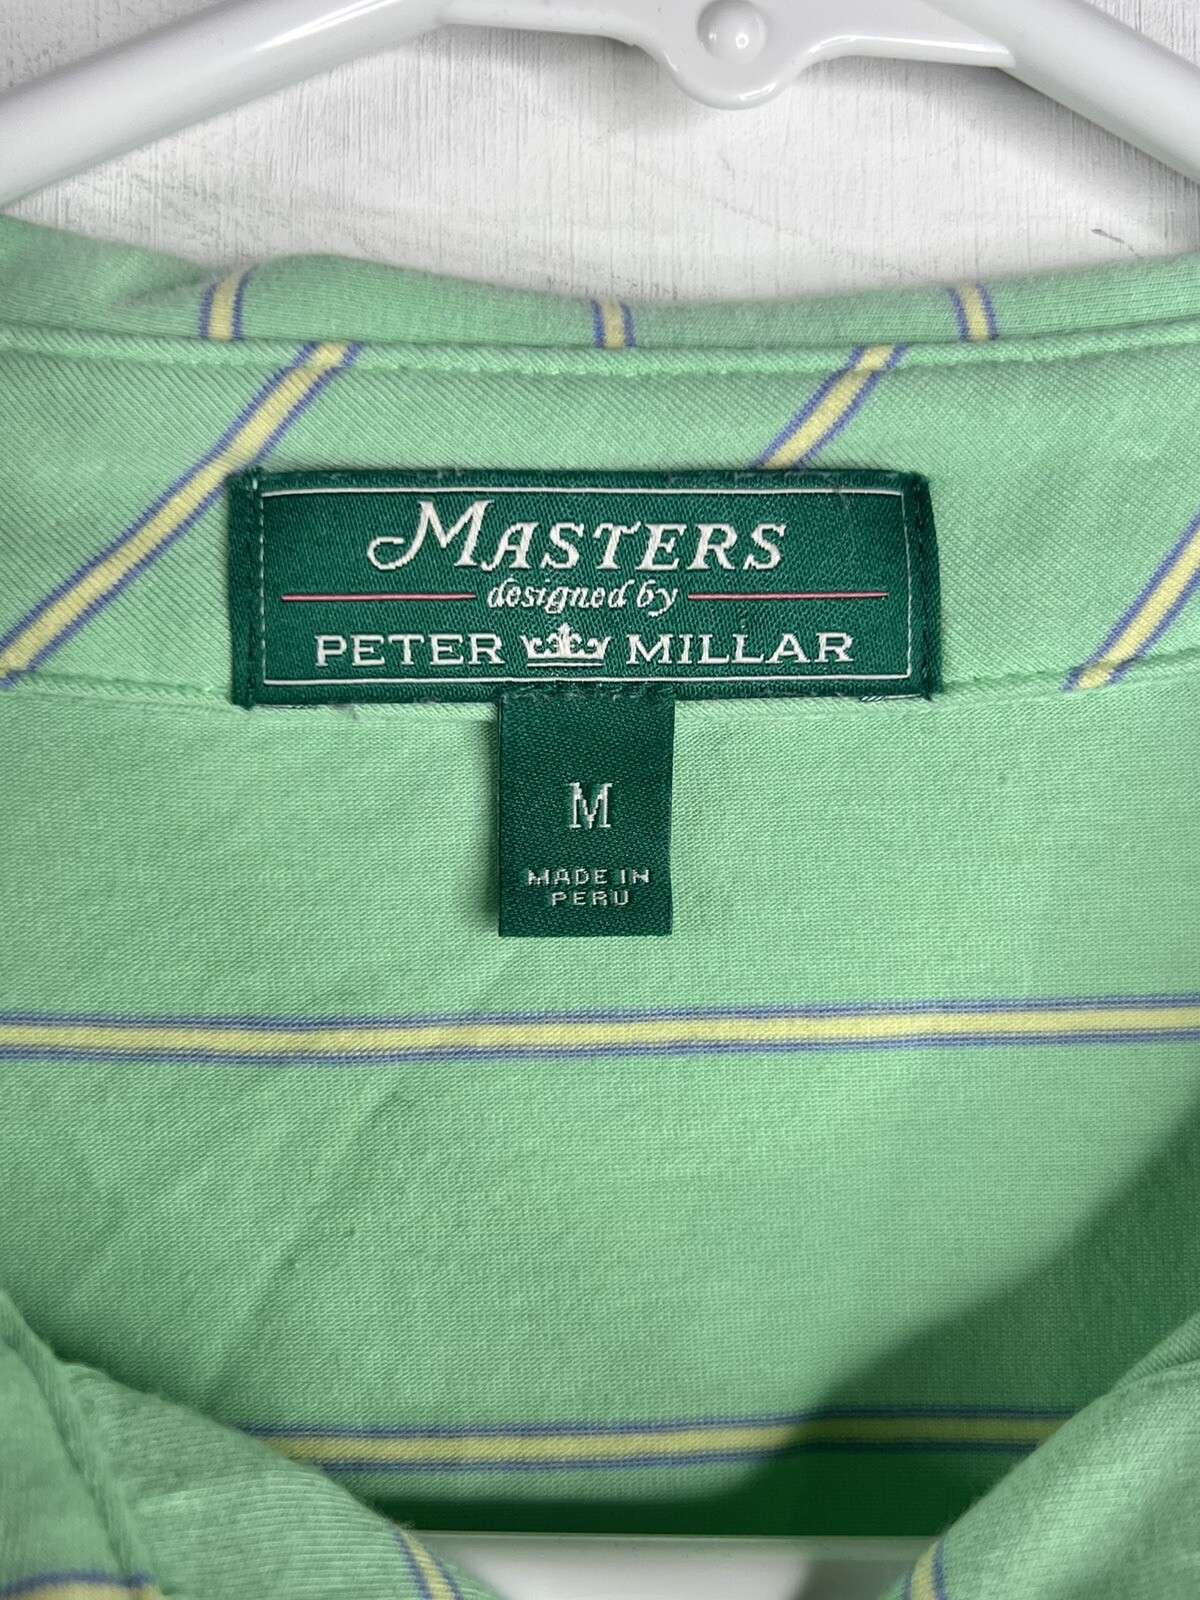 MASTERS
designed by
PETER MILLAR
M
MADE IN
PERU